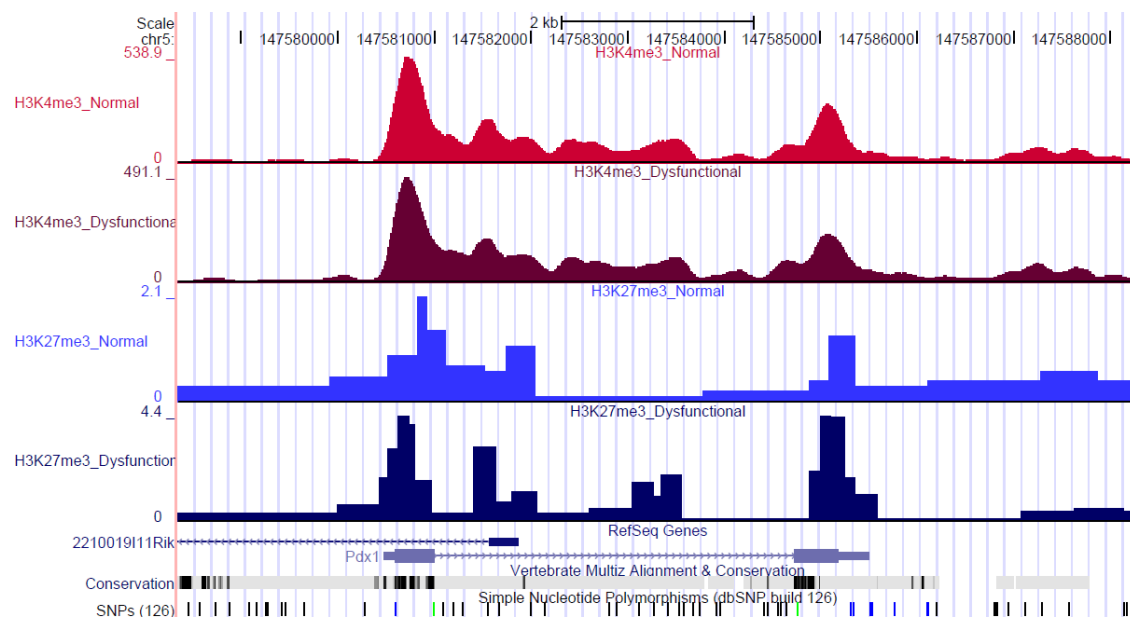 Scale 2 kb
chr5: 147580000 147581000 147582000 147583000 147584000 147585000 147586000 147587000 147588000
538.9 H3K4me3_Normal
H3K4me3_Normal
0
491.1 H3K4me3_Dysfunctional
H3K4me3_Dysfunctiona
0
2.1 H3K27me3_Normal
H3K27me3_Normal
0
4.4 H3K27me3_Dysfunctional
H3K27me3_Dysfunction
0
RefSeq Genes
2210019I11Rik
Pdx1
Vertebrate Multiz Alignment & Conservation
Conservation
Simple Nucleotide Polymorphisms (dbSNP build 126)
SNPs (126)